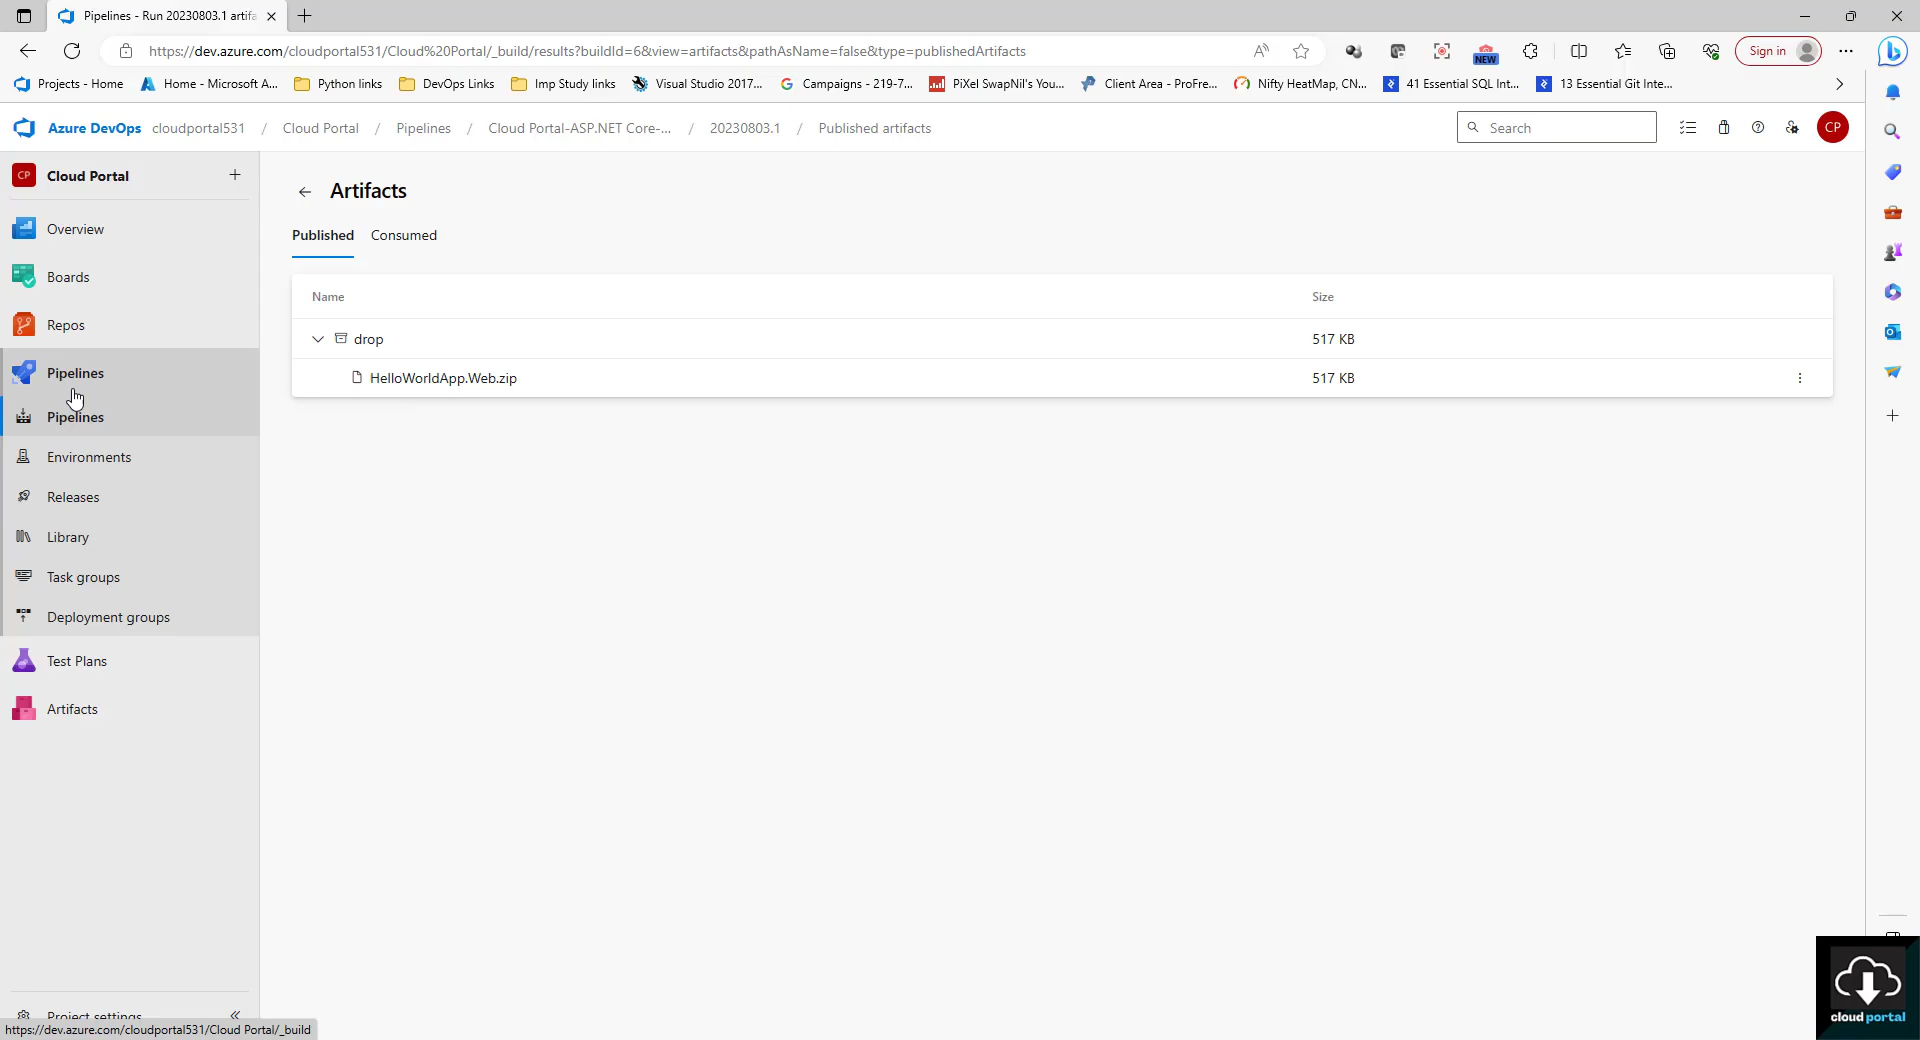 Pipelines - Run 20230803.1 artifa
https://dev.azure.com/cloudportal531/Cloud%20Portal/_build/results?buildId=6&view=artifacts&pathAsName=false&type=publishedArtifacts
NEW
Sign in
Projects - Home
Home - Microsoft A...
Python links
DevOps Links
Imp Study links
Visual Studio 2017...
Campaigns - 219-7...
PiXel SwapNil's You...
Client Area - ProFre...
Nifty HeatMap, CN...
41 Essential SQL Int...
13 Essential Git Inte...
Azure DevOps cloudportal531 / Cloud Portal / Pipelines / Cloud Portal-ASP.NET Core-... / 20230803.1 / Published artifacts
Search
CP
CP Cloud Portal
Overview
Boards
Repos
Pipelines
Pipelines
Environments
Releases
Library
Task groups
Deployment groups
Test Plans
Artifacts
Project settings
https://dev.azure.com/cloudportal531/Cloud Portal/_build
Artifacts
Published Consumed
Name Size
drop 517 KB
HelloWorldApp.Web.zip 517 KB
cloud portal